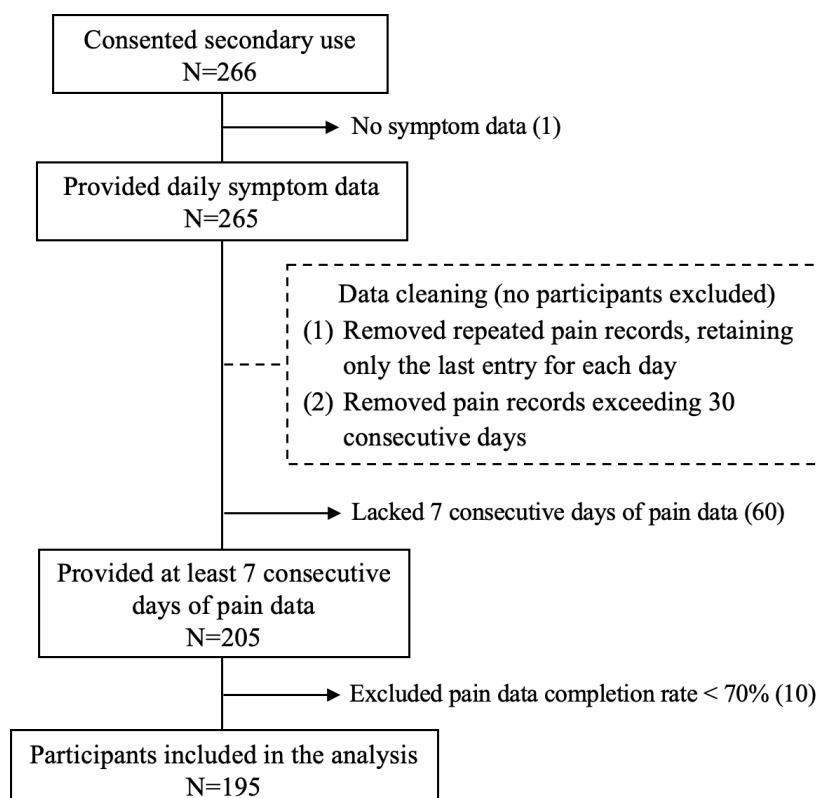 Consented secondary use
N=266
No symptom data (1)
Provided daily symptom data
N=265
Data cleaning (no participants excluded)
(1) Removed repeated pain records, retaining
only the last entry for each day
(2) Removed pain records exceeding 30
consecutive days
Lacked 7 consecutive days of pain data (60)
Provided at least 7 consecutive
days of pain data
N=205
Excluded pain data completion rate < 70% (10)
Participants included in the analysis
N=195